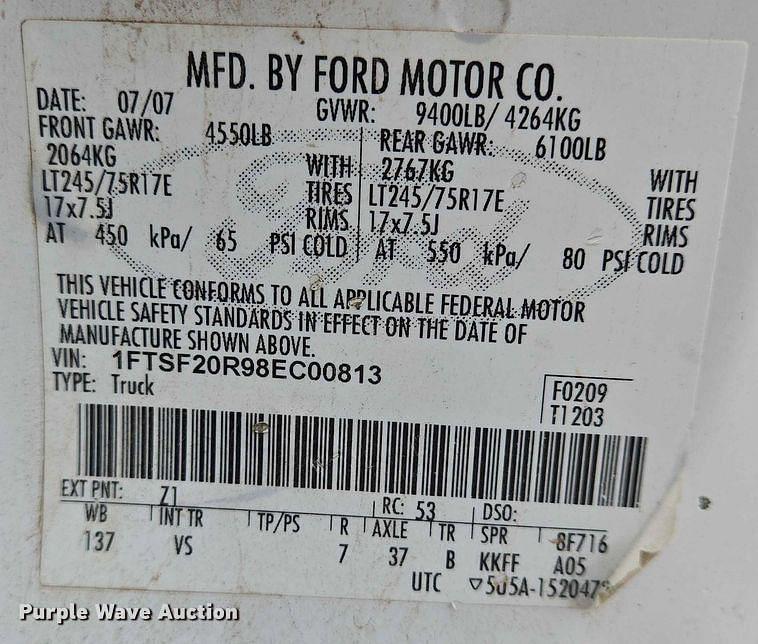 MFD. BY FORD MOTOR CO.
DATE: 07/07 GVWR: 9400LB/ 4264KG
FRONT GAWR: 4550LB REAR GAWR: 6100LB
2064KG WITH 2767KG WITH
LT245/75R17E TIRES LT245/75R17E TIRES
17x7.5J RIMS 17x7.5J RIMS
AT 450 kPa/ 65 PSI COLD AT 550 kPa/ 80 PSI COLD
THIS VEHICLE CONFORMS TO ALL APPLICABLE FEDERAL MOTOR
VEHICLE SAFETY STANDARDS IN EFFECT ON THE DATE OF
MANUFACTURE SHOWN ABOVE.
VIN: 1FTSF20R98EC00813
TYPE: Truck
F0209
T1203
EXT PNT: Z1 RC: 53 DSO:
WB INT TR TP/PS R AXLE TR SPR 8F716
137 VS 7 37 B KKFF A05
UTC
Purple Wave Auction